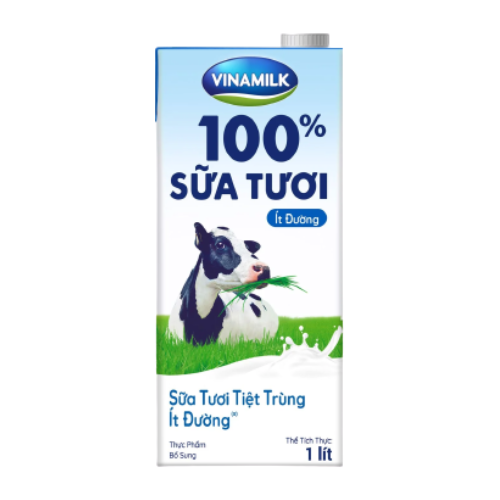 VINAMILK
100%
SỮA TƯƠI
Ít Đường
Sữa Tươi Tiệt Trùng
Ít Đường
Thực Phẩm
Bổ Sung
Thể Tích Thực:
1 lít